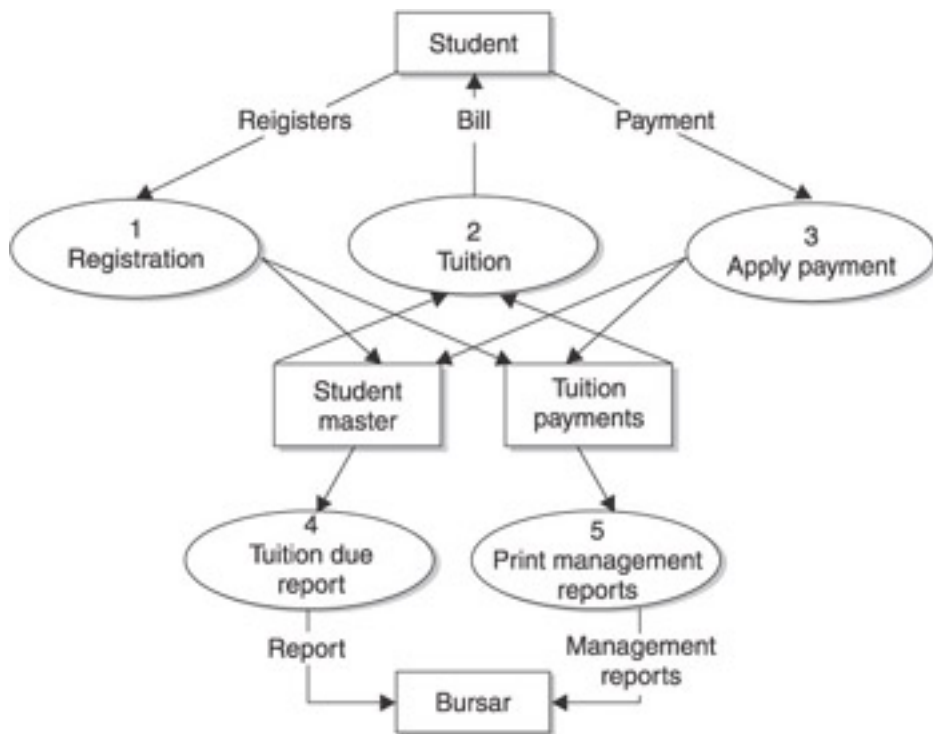 Student
Reigisters
Bill
Payment
1
Registration
2
Tuition
3
Apply payment
Student
master
Tuition
payments
4
Tuition due
report
5
Print management
reports
Report
Management
reports
Bursar